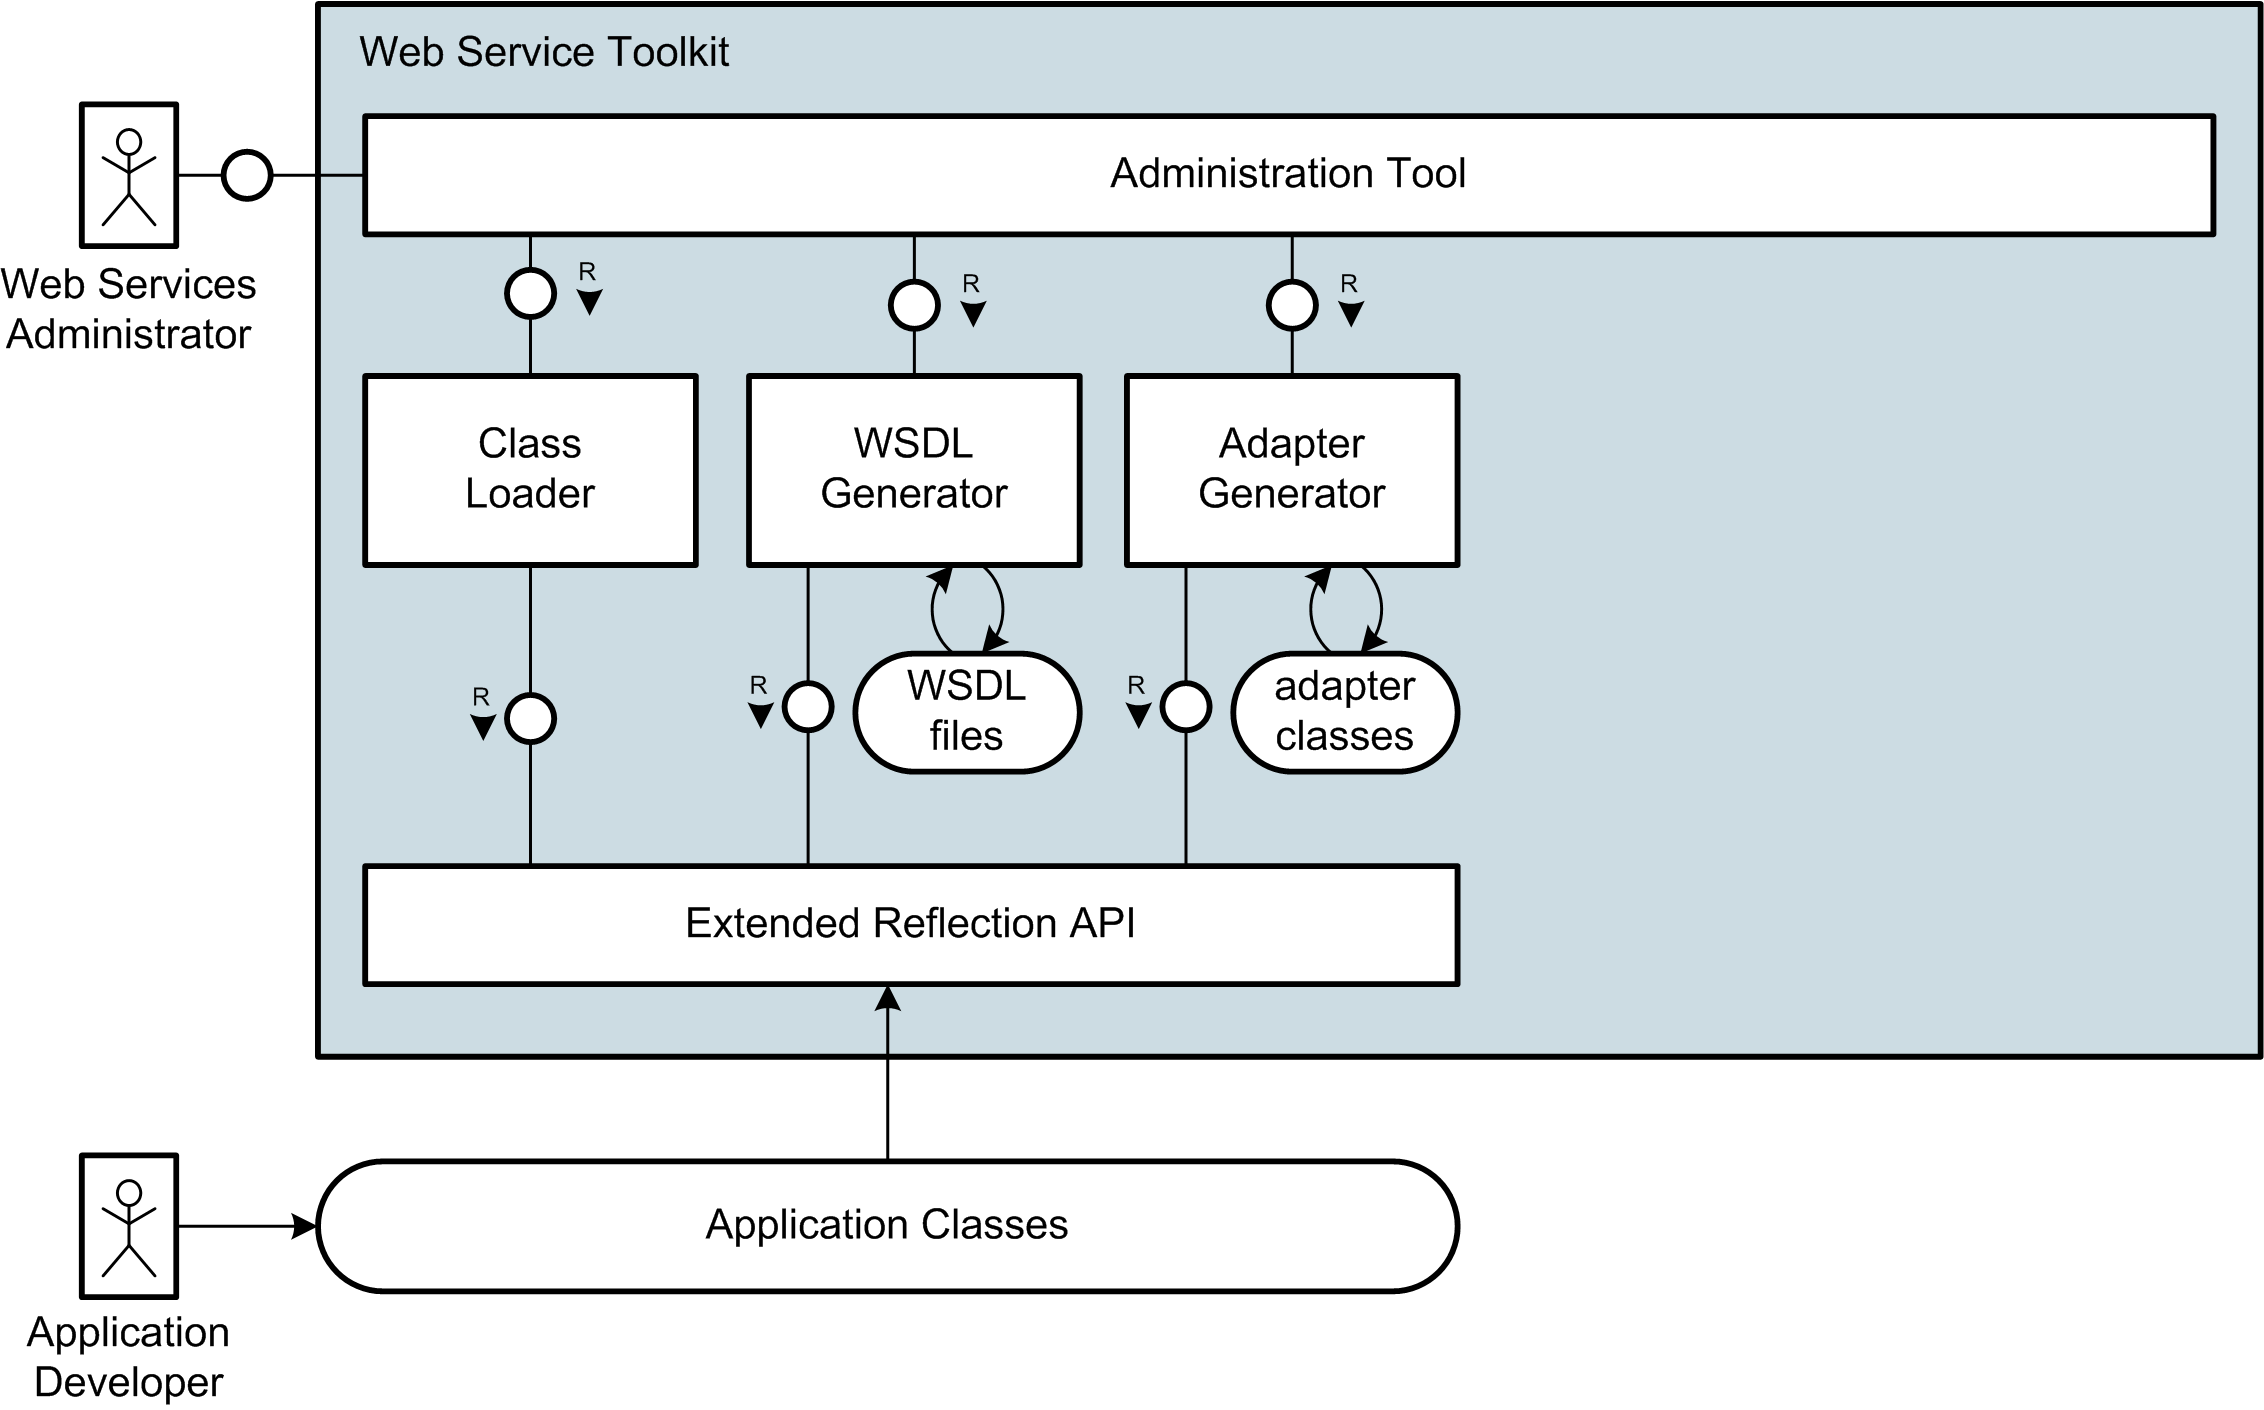 Web Service Toolkit
Administration Tool
Web Services
Administrator
R
R
R
Class
Loader
WSDL
Generator
Adapter
Generator
R
R
R
WSDL
files
adapter
classes
Extended Reflection API
Application Classes
Application
Developer